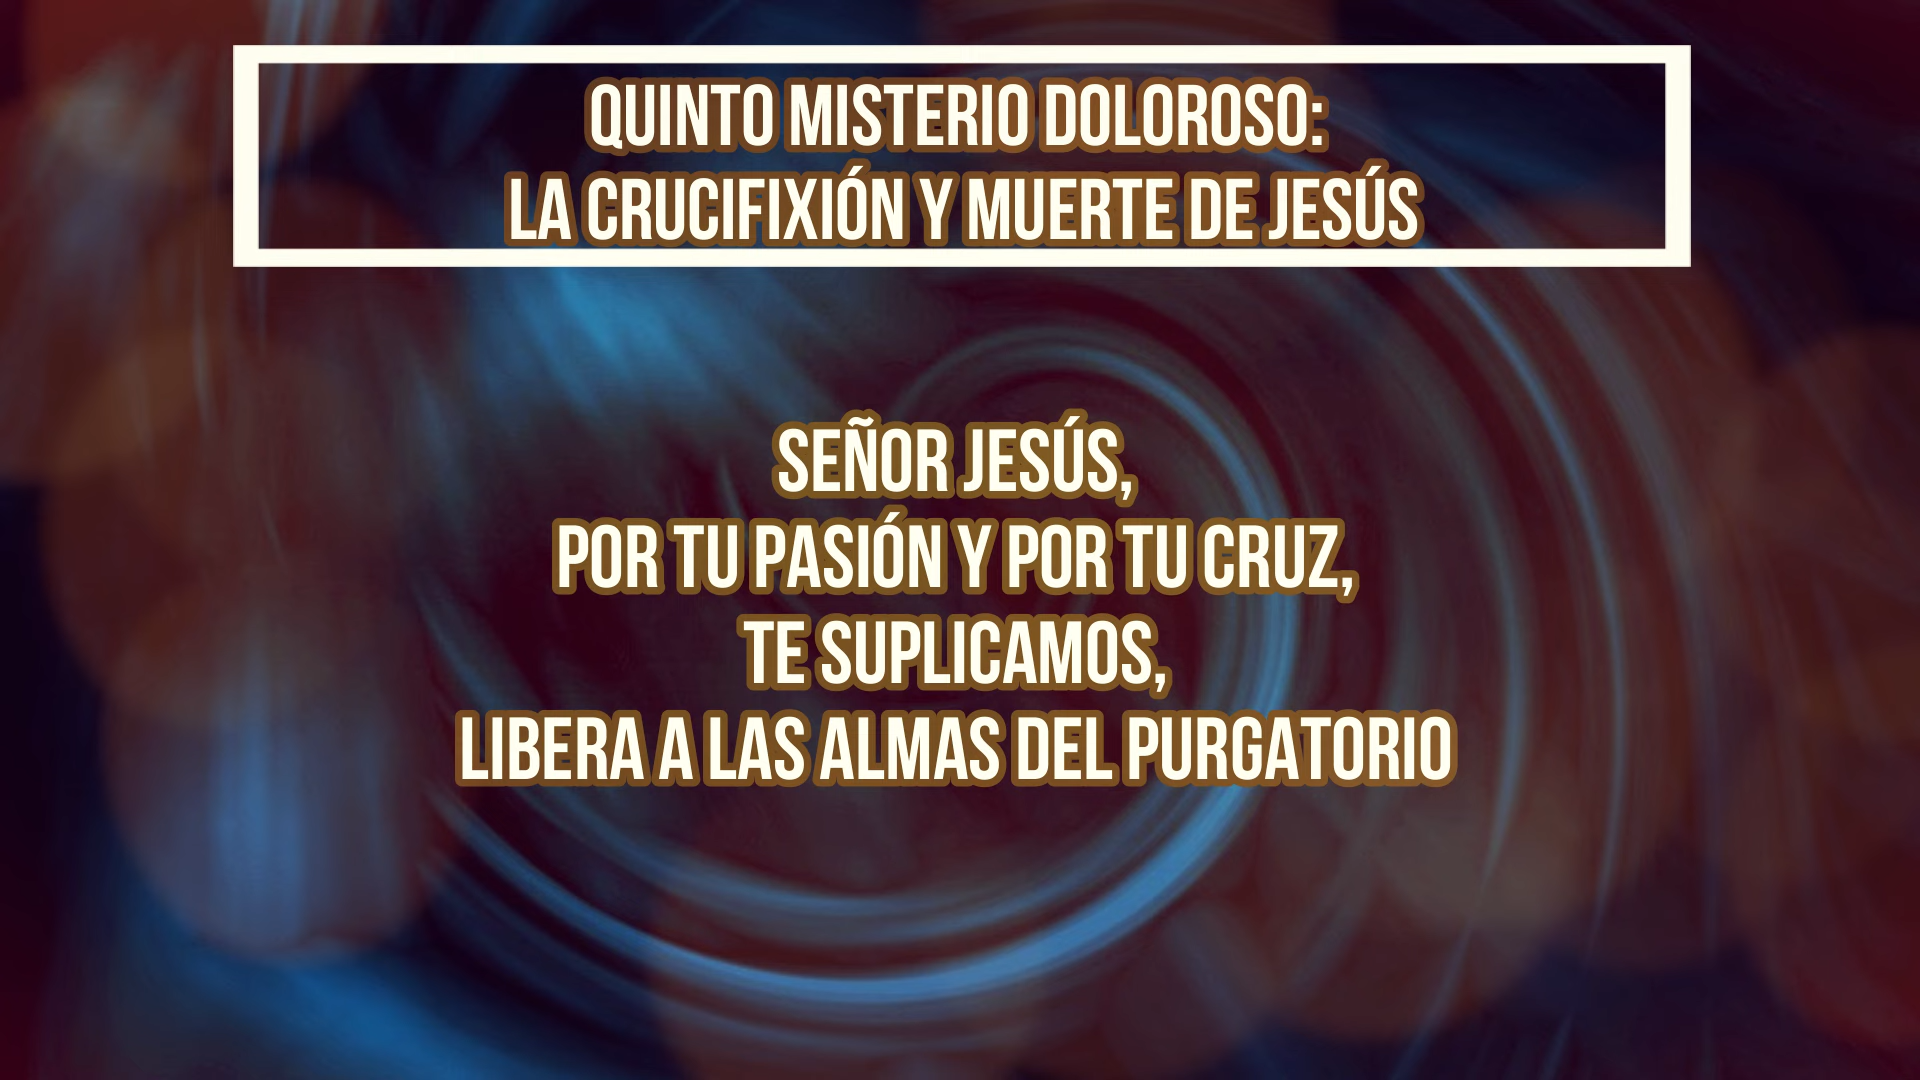 QUINTO MISTERIO DOLOROSO:
LA CRUCIFIXIÓN Y MUERTE DE JESÚS
SEÑOR JESÚS,
POR TU PASIÓN Y POR TU CRUZ,
TE SUPLICAMOS,
LIBERA A LAS ALMAS DEL PURGATORIO